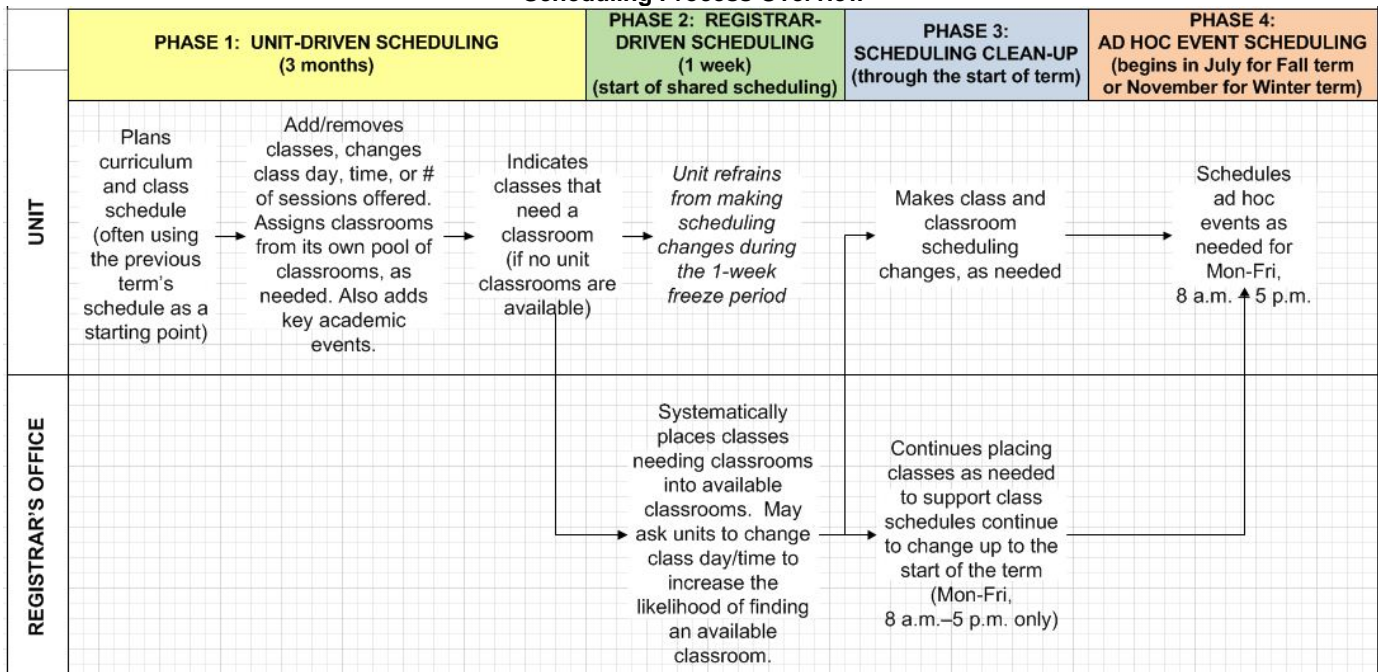 Scheduling Process Overview
PHASE 1: UNIT-DRIVEN SCHEDULING
(3 months)
PHASE 2: REGISTRAR-
DRIVEN SCHEDULING
(1 week)
(start of shared scheduling)
PHASE 3:
SCHEDULING CLEAN-UP
(through the start of term)
PHASE 4:
AD HOC EVENT SCHEDULING
(begins in July for Fall term
or November for Winter term)
UNIT
Plans
curriculum
and class
schedule
(often using
the previous
term's
schedule as a
starting point)
Add/removes
classes, changes
class day, time, or #
of sessions offered.
Assigns classrooms
from its own pool of
classrooms, as
needed. Also adds
key academic
events.
Indicates
classes that
need a
classroom
(if no unit
classrooms are
available)
Unit refrains
from making
scheduling
changes during
the 1-week
freeze period
Makes class and
classroom
scheduling
changes, as needed
Schedules
ad hoc
events as
needed for
Mon-Fri,
8 a.m. 5 p.m.
REGISTRAR'S OFFICE
Systematically
places classes
needing classrooms
into available
classrooms. May
ask units to change
class day/time to
increase the
likelihood of finding
an available
classroom.
Continues placing
classes as needed
to support class
schedules continue
to change up to the
start of the term
(Mon-Fri,
8 a.m.–5 p.m. only)